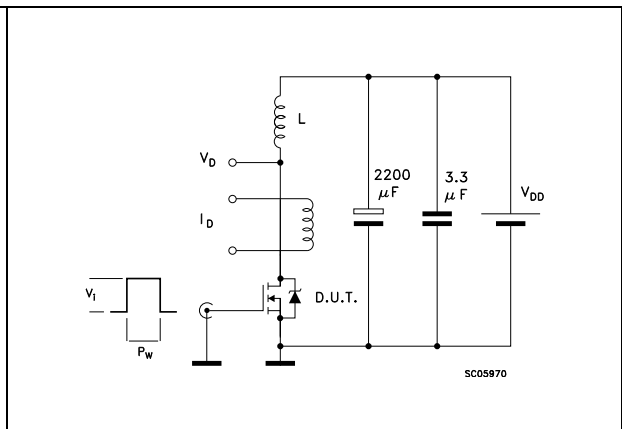 L
V_D
2200
μF
3.3
μF
V_DD
I_D
V_i
D.U.T.
P_W
SC05970